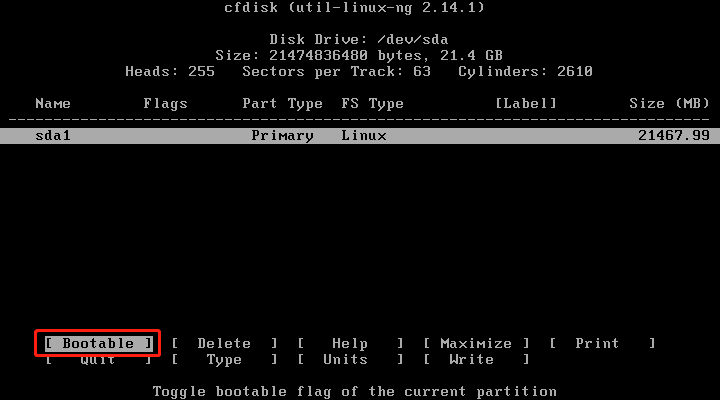 cfdisk (util-linux-ng 2.14.1)
Disk Drive: /dev/sda
Size: 21474836480 bytes, 21.4 GB
Heads: 255   Sectors per Track: 63   Cylinders: 2610
Name        Flags      Part Type  FS Type          [Label]        Size (MB)
sda1                    Primary   Linux                            21467.99
[ Bootable ]  [  Delete  ]  [   Help   ]  [ Maximize ]  [  Print   ]
[   Quit   ]  [   Type   ]  [  Units   ]  [  Write   ]
Toggle bootable flag of the current partition